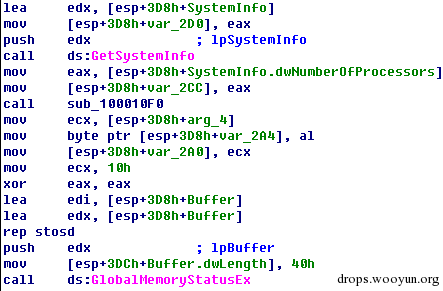 lea edx, [esp+3D8h+SystemInfo]
mov [esp+3D8h+var_2D0], eax
push edx ; lpSystemInfo
call ds:GetSystemInfo
mov eax, [esp+3D8h+SystemInfo.dwNumberOfProcessors]
mov [esp+3D8h+var_2CC], eax
call sub_100010F0
mov ecx, [esp+3D8h+arg_4]
mov byte ptr [esp+3D8h+var_2A4], al
mov [esp+3D8h+var_2A0], ecx
mov ecx, 10h
xor eax, eax
lea edi, [esp+3D8h+Buffer]
lea edx, [esp+3D8h+Buffer]
rep stosd
push edx ; lpBuffer
mov [esp+3DCh+Buffer.dwLength], 40h
call ds:GlobalMemoryStatusEx
drops.wooyun.org